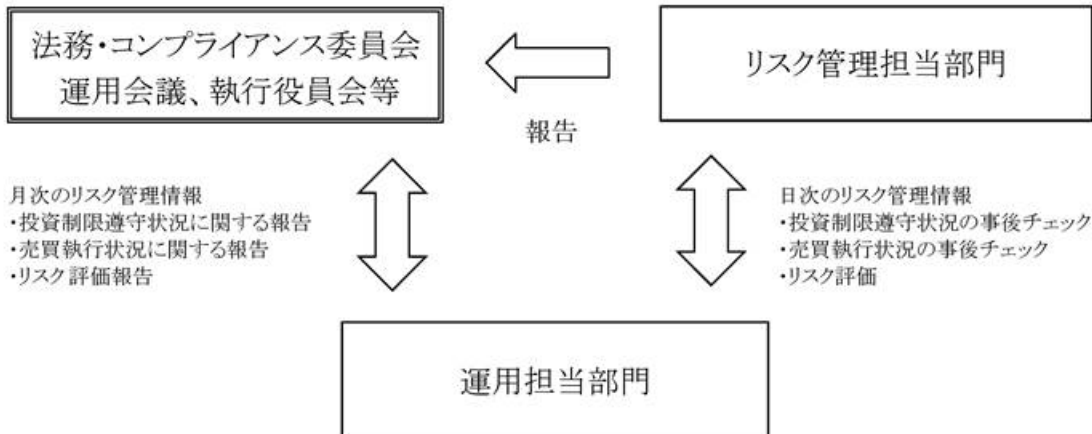 法務・コンプライアンス委員会
運用会議、執行役員会等
リスク管理担当部門
報告
月次のリスク管理情報
・投資制限遵守状況に関する報告
・売買執行状況に関する報告
・リスク評価報告
日次のリスク管理情報
・投資制限遵守状況の事後チェック
・売買執行状況の事後チェック
・リスク評価
運用担当部門